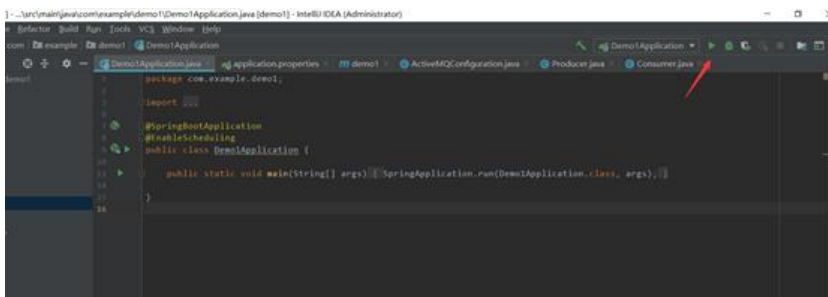 ] - ...\src\main\java\com\example\demo1\Demo1Application.java [demo1] - IntelliJ IDEA (Administrator)
Refactor Build Run Tools VCS Window Help
com example demo1 Demo1Application Demo1Application
Demo1Application.java application.properties demo1 ActiveMQConfiguration.java Producer.java Consumer.java
package com.example.demo1;
import ...
@SpringBootApplication
@EnableScheduling
public class Demo1Application {
public static void main(String[] args) { SpringApplication.run(Demo1Application.class, args); }
}
16